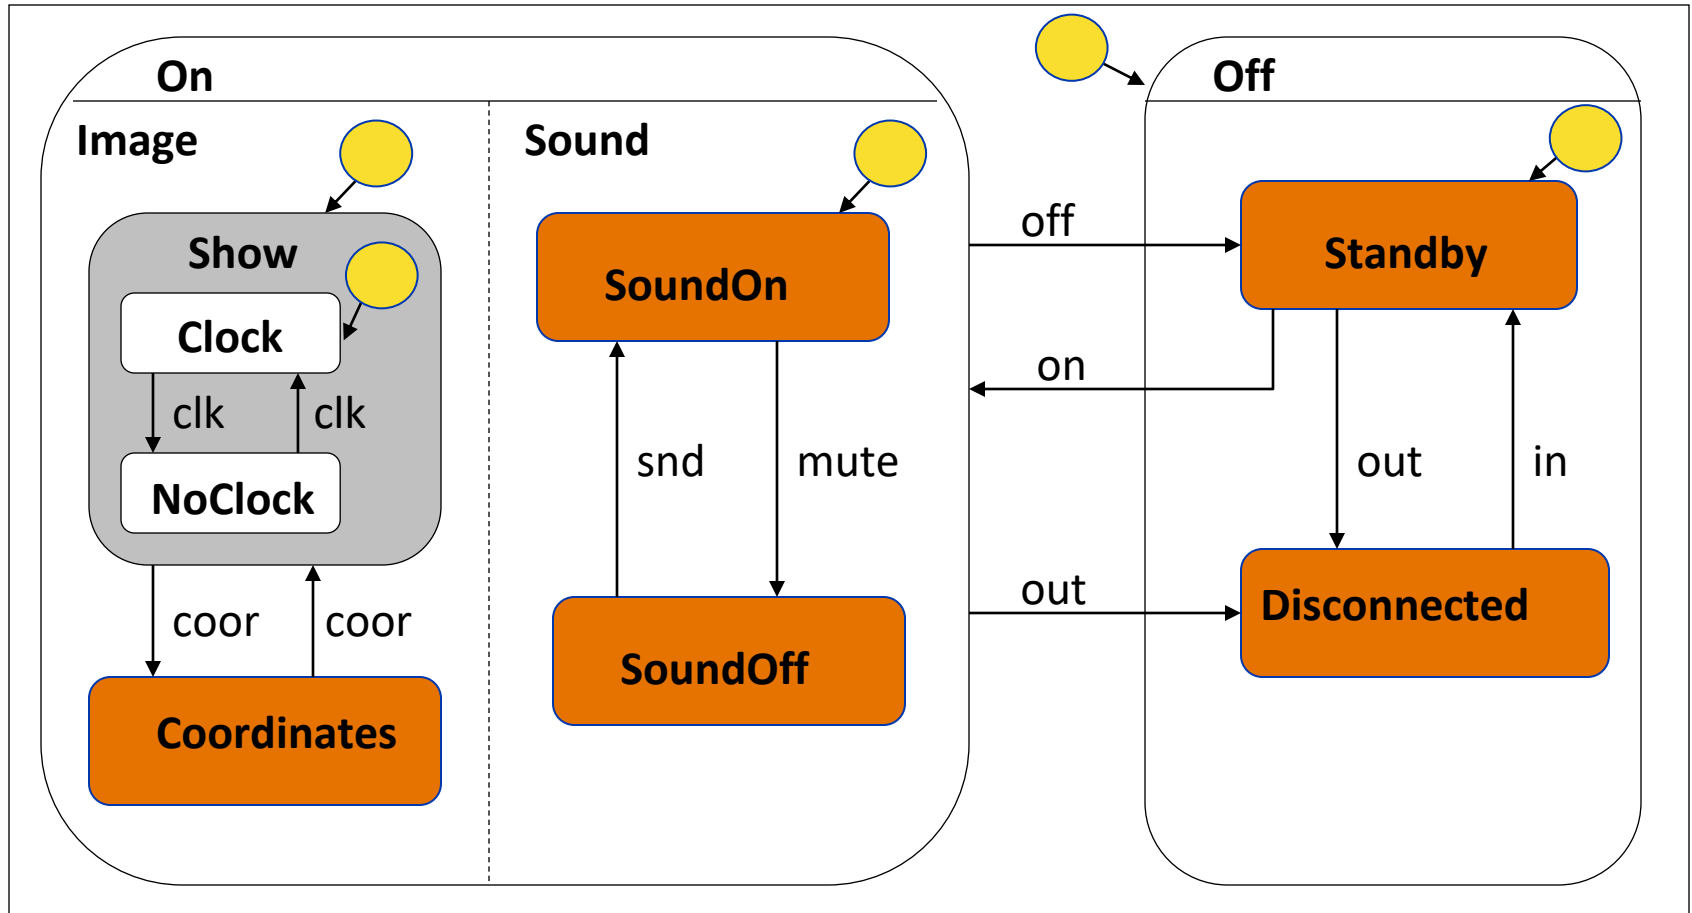 On
Image
Show
Clock
clk
clk
NoClock
coor
coor
Coordinates
Sound
SoundOn
snd
mute
SoundOff
off
on
out
Off
Standby
out
in
Disconnected